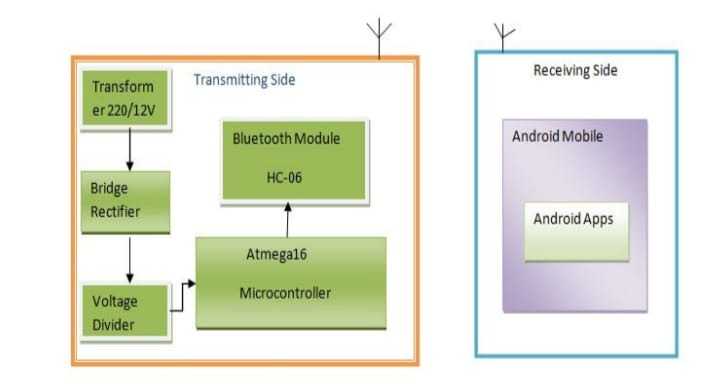 Transmitting Side
Transform
er 220/12V
Bridge
Rectifier
Voltage
Divider
Bluetooth Module
HC-06
Atmega16
Microcontroller
Receiving Side
Android Mobile
Android Apps